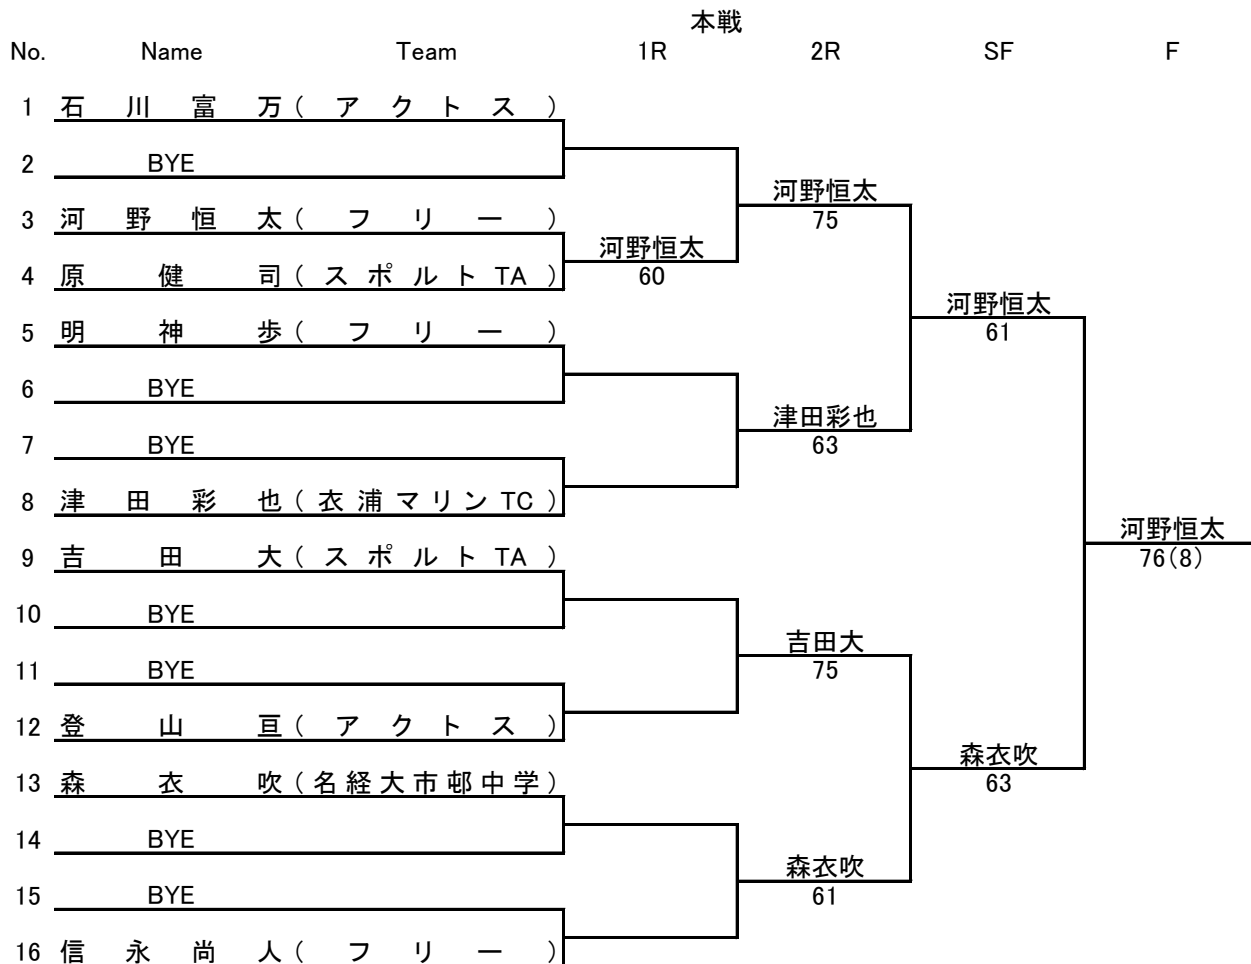 本戦
No. Name Team 1R 2R SF F
1 石川富万(アクトス)
2 BYE
河野恒太
3 河野恒太(フリー)
75
河野恒太
4 原健司(スポルトTA)
60
河野恒太
5 明神歩(フリー)
61
6 BYE
津田彩也
7 BYE
63
8 津田彩也(衣浦マリンTC)
河野恒太
9 吉田大(スポルトTA)
76(8)
10 BYE
吉田大
11 BYE
75
12 登山亘(アクトス)
森衣吹
13 森衣吹(名経大市邨中学)
63
14 BYE
森衣吹
15 BYE
61
16 信永尚人(フリー)